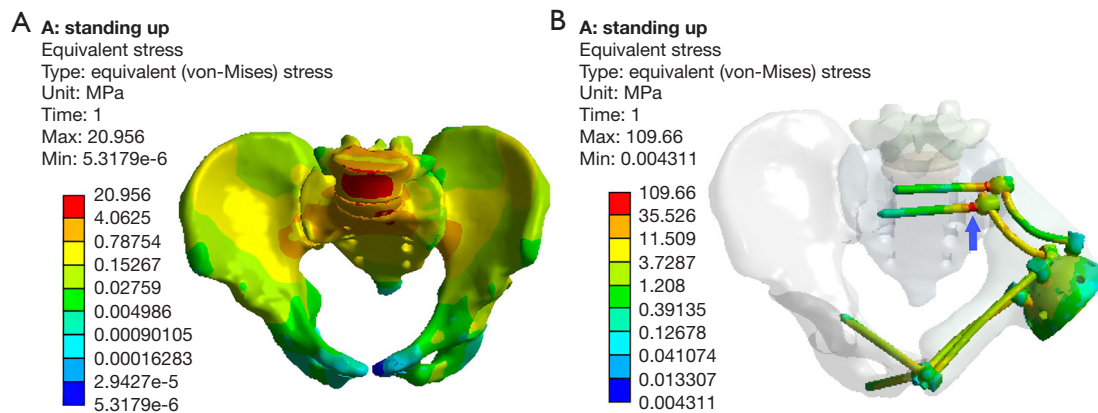 A
A: standing up
Equivalent stress
Type: equivalent (von-Mises) stress
Unit: MPa
Time: 1
Max: 20.956
Min: 5.3179e-6
20.956
4.0625
0.78754
0.15267
0.02759
0.004986
0.00090105
0.00016283
2.9427e-5
5.3179e-6
B
A: standing up
Equivalent stress
Type: equivalent (von-Mises) stress
Unit: MPa
Time: 1
Max: 109.66
Min: 0.004311
109.66
35.526
11.509
3.7287
1.208
0.39135
0.12678
0.041074
0.013307
0.004311